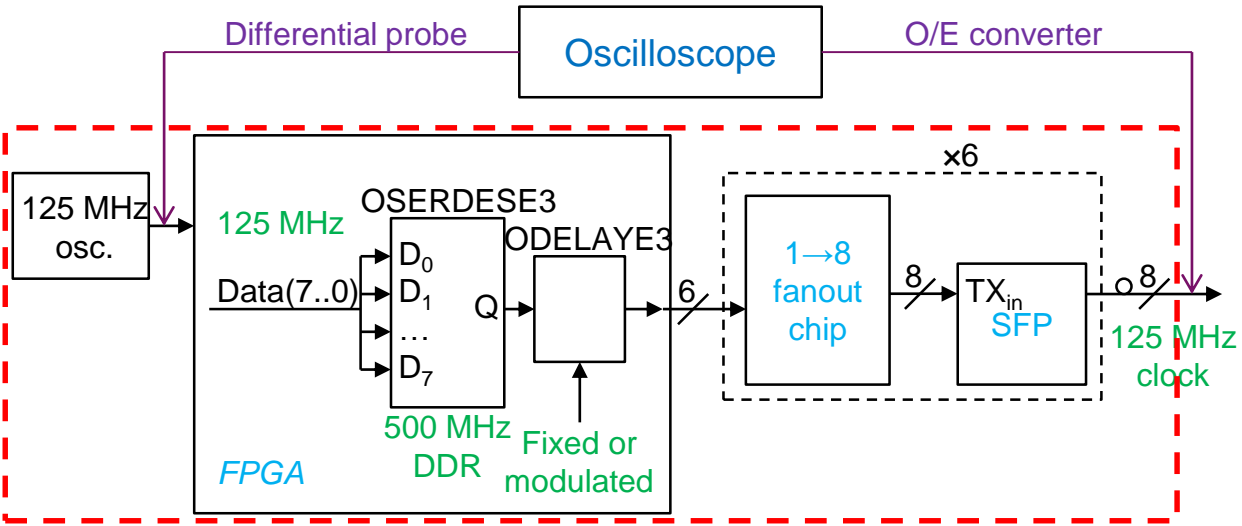 Differential probe
Oscilloscope
O/E converter
×6
125 MHz
osc.
125 MHz
OSERDESE3
ODELAYE3
Data(7..0)
D0
D1
...
D7
Q
500 MHz
DDR
Fixed or
modulated
FPGA
6
1→8
fanout
chip
8
TXin
SFP
8
125 MHz
clock